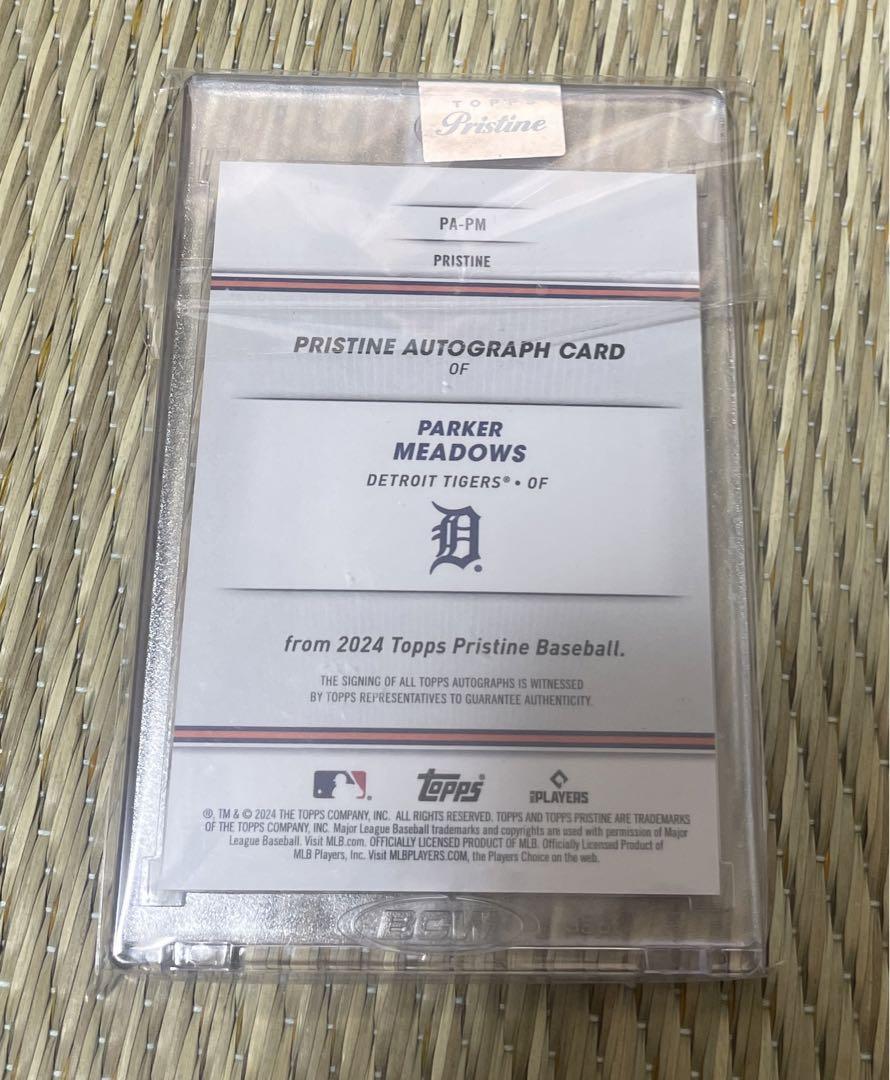 TOPPS
Pristine
PA-PM
PRISTINE
PRISTINE AUTOGRAPH CARD
OF
PARKER
MEADOWS
DETROIT TIGERS® • OF
D
from 2024 Topps Pristine Baseball.
THE SIGNING OF ALL TOPPS AUTOGRAPHS IS WITNESSED
BY TOPPS REPRESENTATIVES TO GUARANTEE AUTHENTICITY.
topps
PLAYERS
®, TM & © 2024 THE TOPPS COMPANY, INC. ALL RIGHTS RESERVED. TOPPS AND TOPPS PRISTINE ARE TRADEMARKS
OF THE TOPPS COMPANY, INC. Major League Baseball trademarks and copyrights are used with permission of Major
League Baseball. Visit MLB.com. OFFICIALLY LICENSED PRODUCT OF MLB. Officially Licensed Product of
MLB Players, Inc. Visit MLBPLAYERS.COM, the Players Choice on the web.
BCW